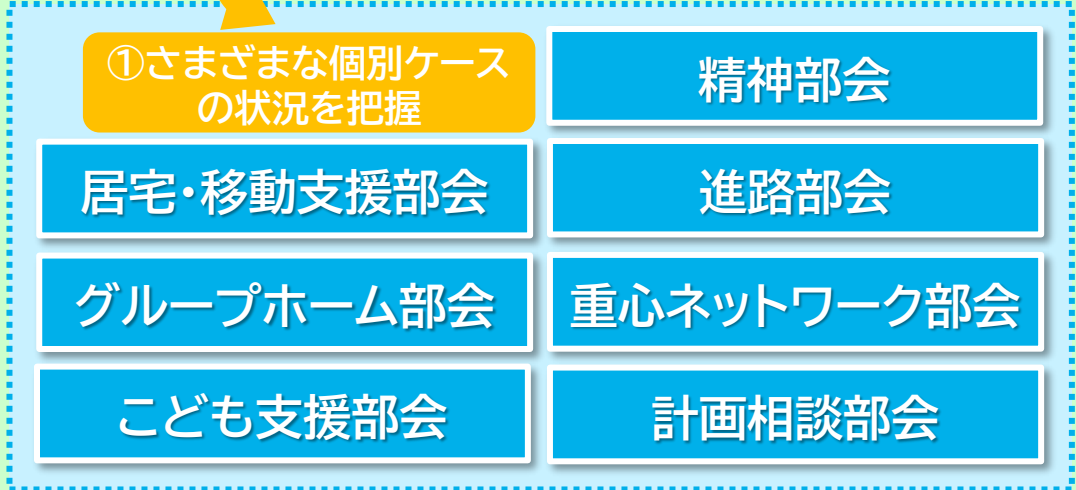 ①さまざまな個別ケース
の状況を把握
精神部会
居宅・移動支援部会
進路部会
グループホーム部会
重心ネットワーク部会
こども支援部会
計画相談部会